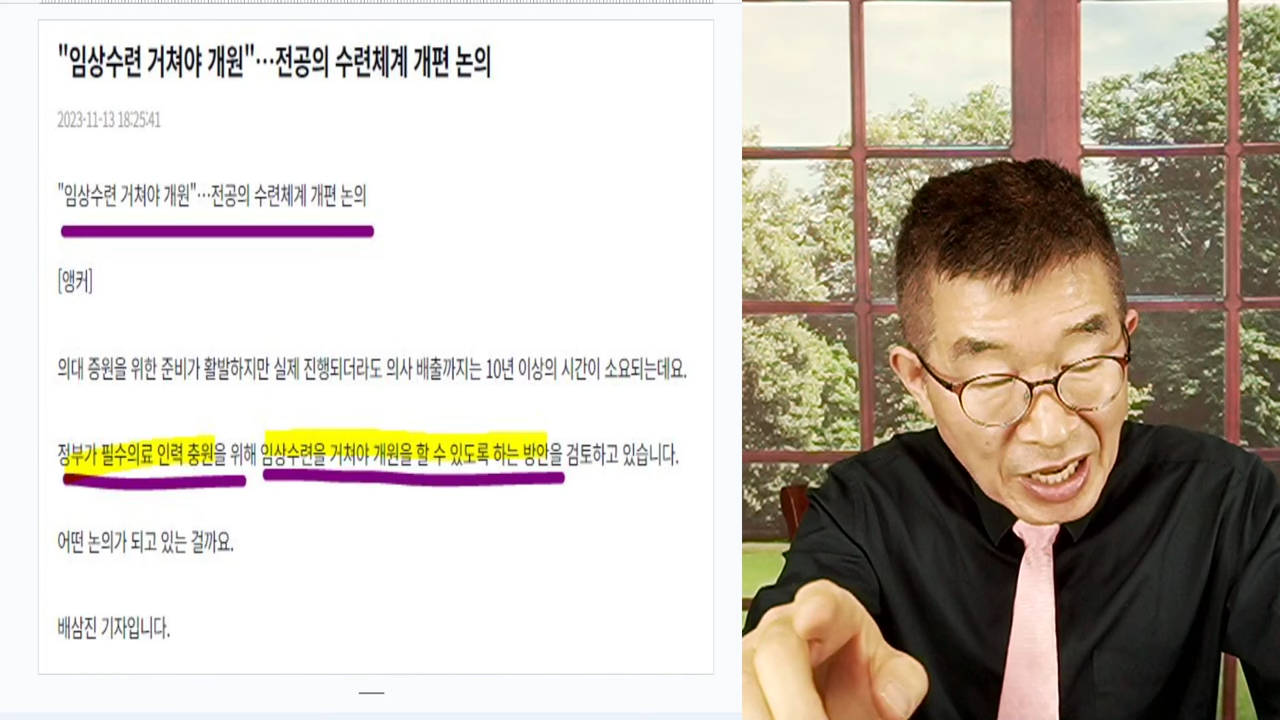 "임상수련 거쳐야 개원"…전공의 수련체계 개편 논의
2023-11-13 18:25:41
"임상수련 거쳐야 개원"…전공의 수련체계 개편 논의
[앵커]
의대 증원을 위한 준비가 활발하지만 실제 진행되더라도 의사 배출까지는 10년 이상의 시간이 소요되는데요.
정부가 필수의료 인력 충원을 위해 임상수련을 거쳐야 개원을 할 수 있도록 하는 방안을 검토하고 있습니다.
어떤 논의가 되고 있는 걸까요.
배삼진 기자입니다.